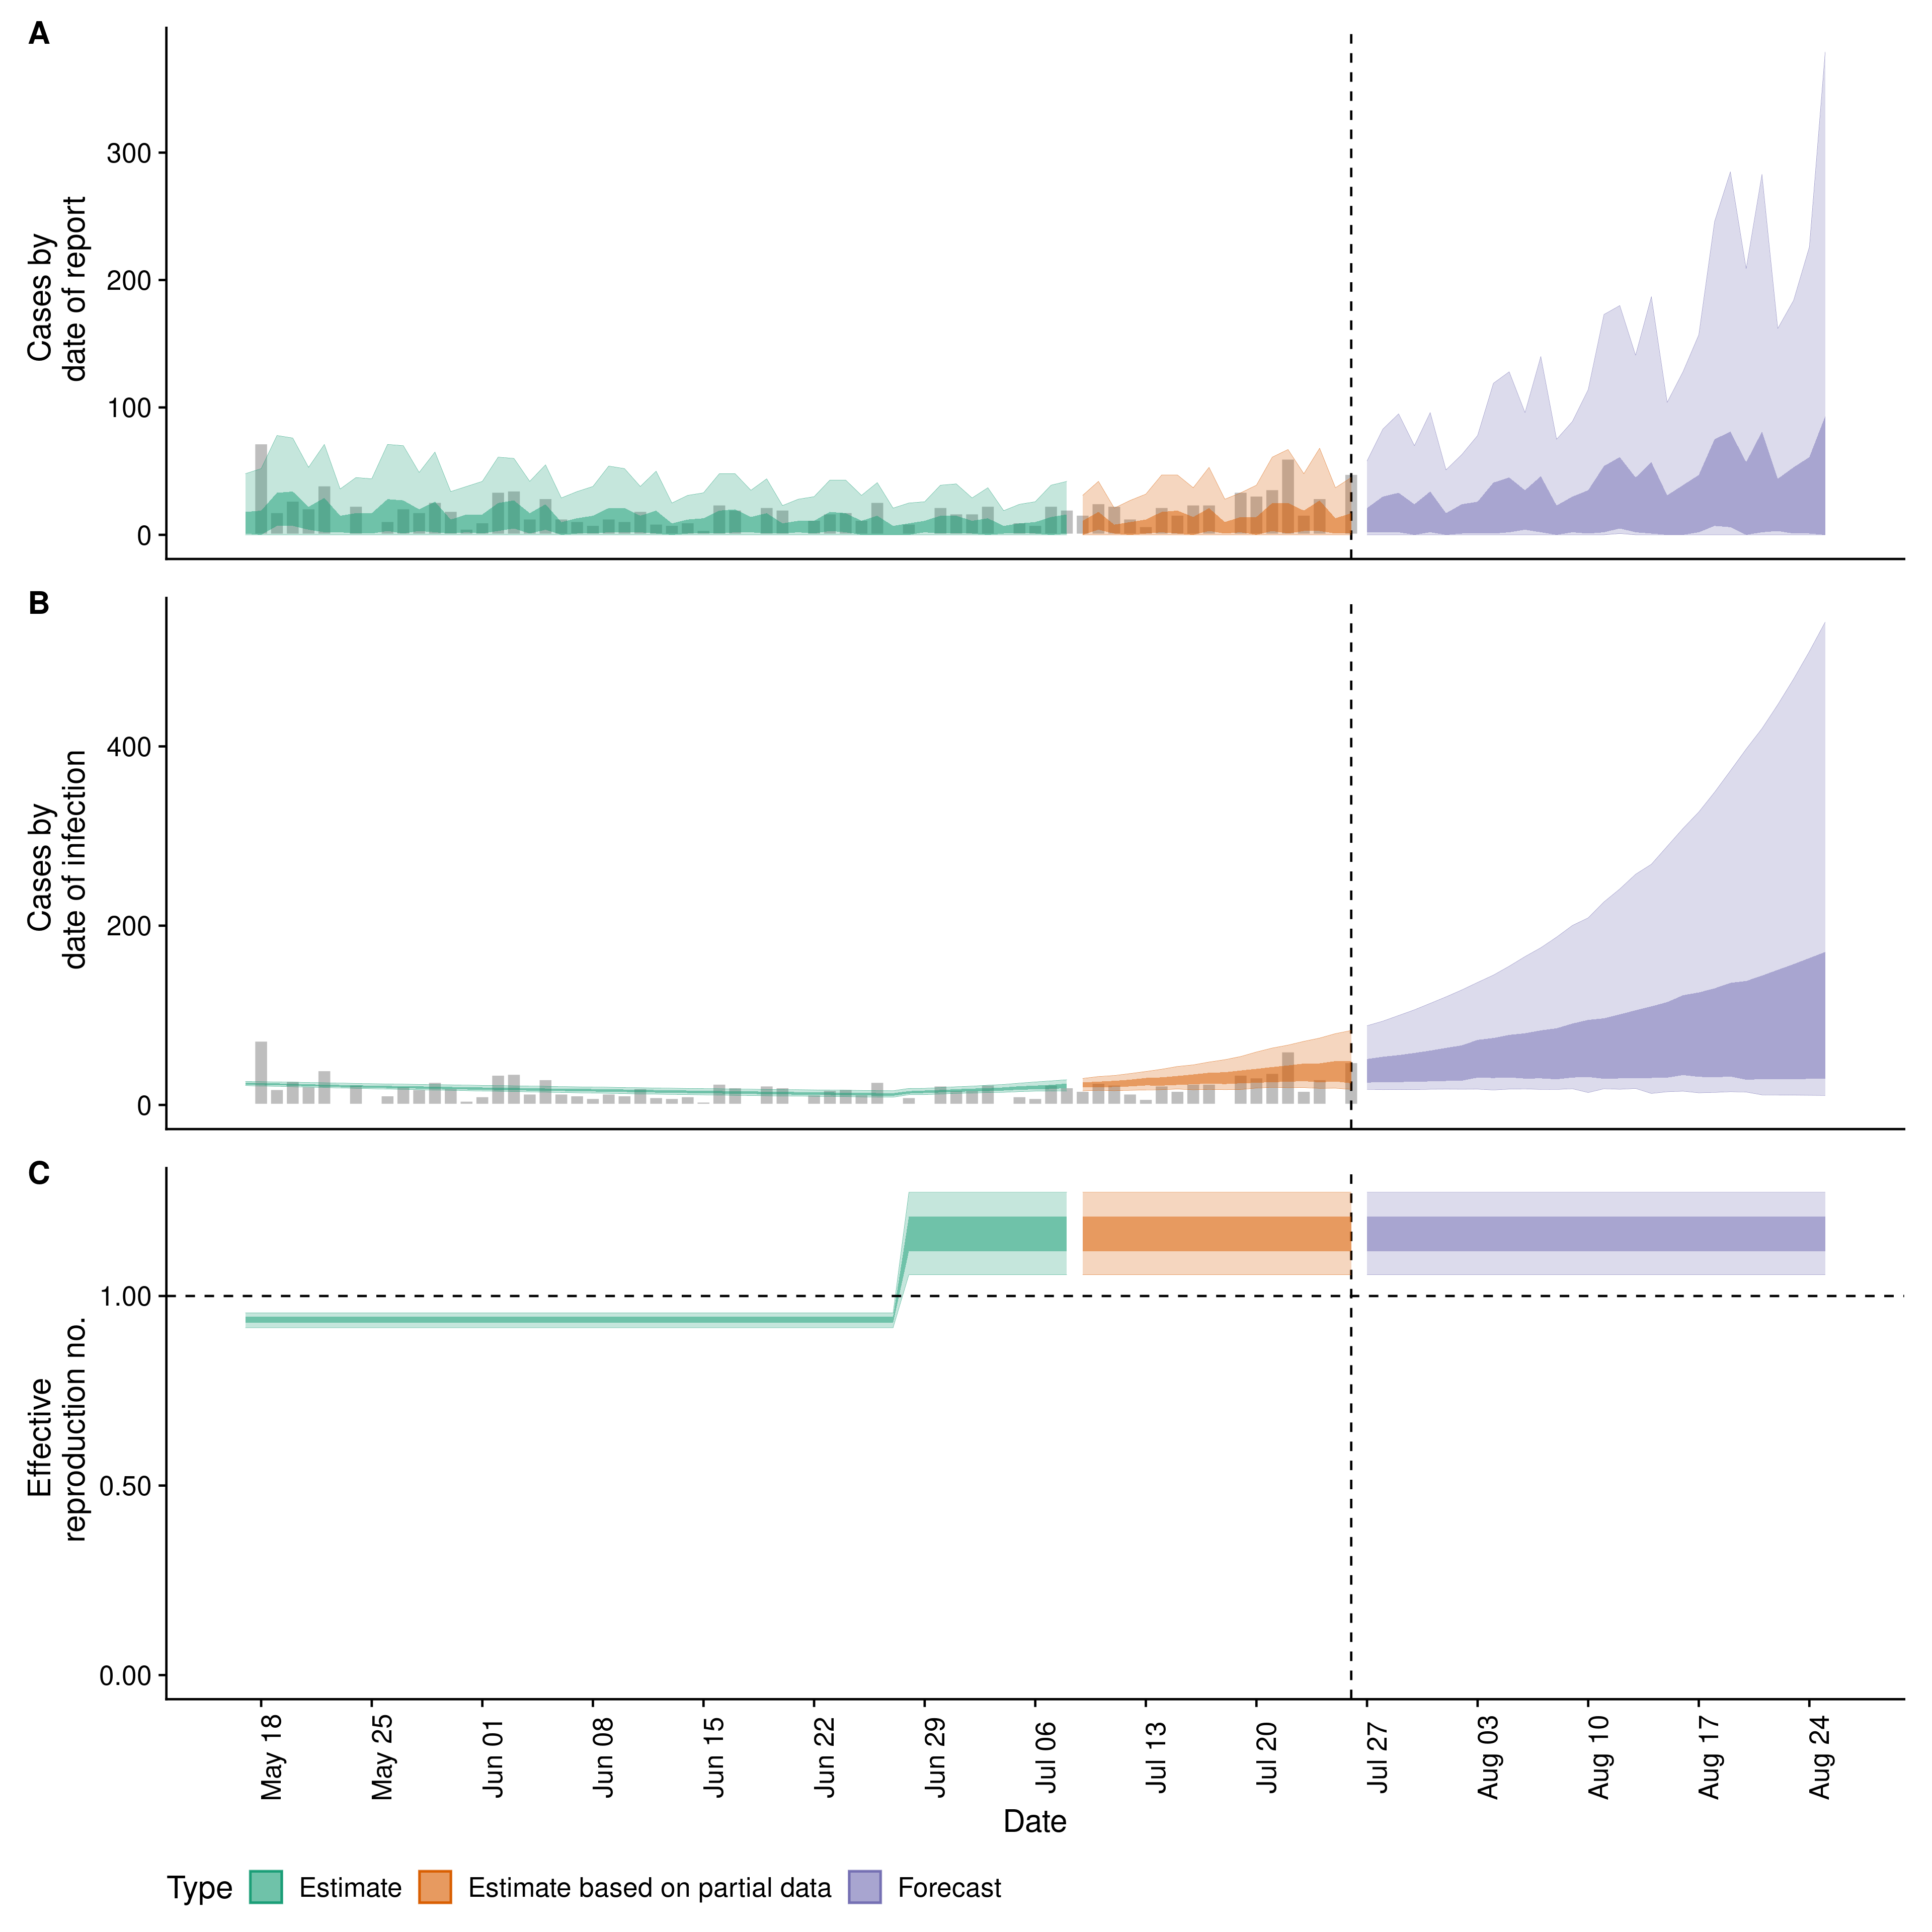 A
Cases by
date of report
300
200
100
0
B
Cases by
date of infection
400
200
0
C
Effective
reproduction no.
1.00
0.50
0.00
May 18
May 25
Jun 01
Jun 08
Jun 15
Jun 22
Jun 29
Jul 06
Jul 13
Jul 20
Jul 27
Aug 03
Aug 10
Aug 17
Aug 24
Date
Type Estimate Estimate based on partial data Forecast